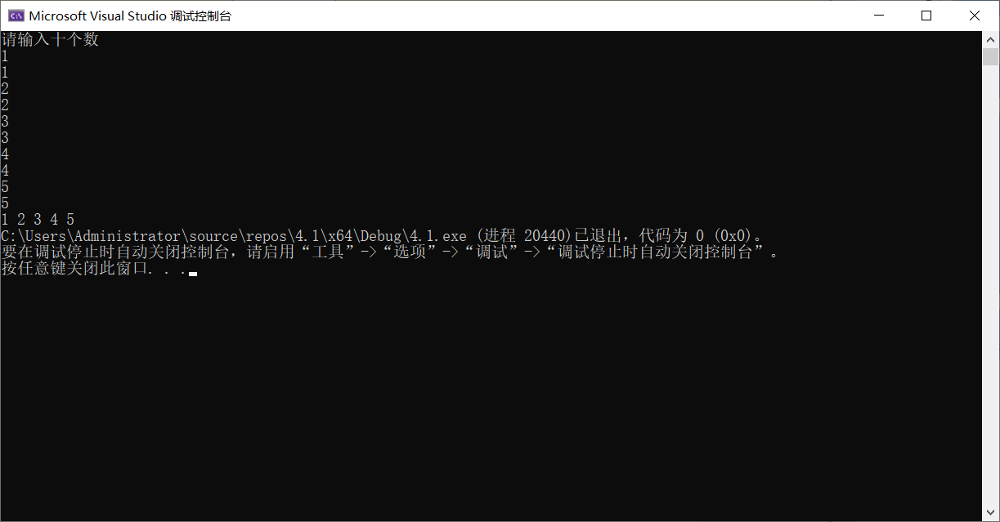 Microsoft Visual Studio 调试控制台
请输入十个数
1
1
2
2
3
3
4
4
5
5
1 2 3 4 5
C:\Users\Administrator\source\repos\4.1\x64\Debug\4.1.exe (进程 20440)已退出，代码为 0 (0x0)。
要在调试停止时自动关闭控制台，请启用“工具”->“选项”->“调试”->“调试停止时自动关闭控制台”。
按任意键关闭此窗口. . .